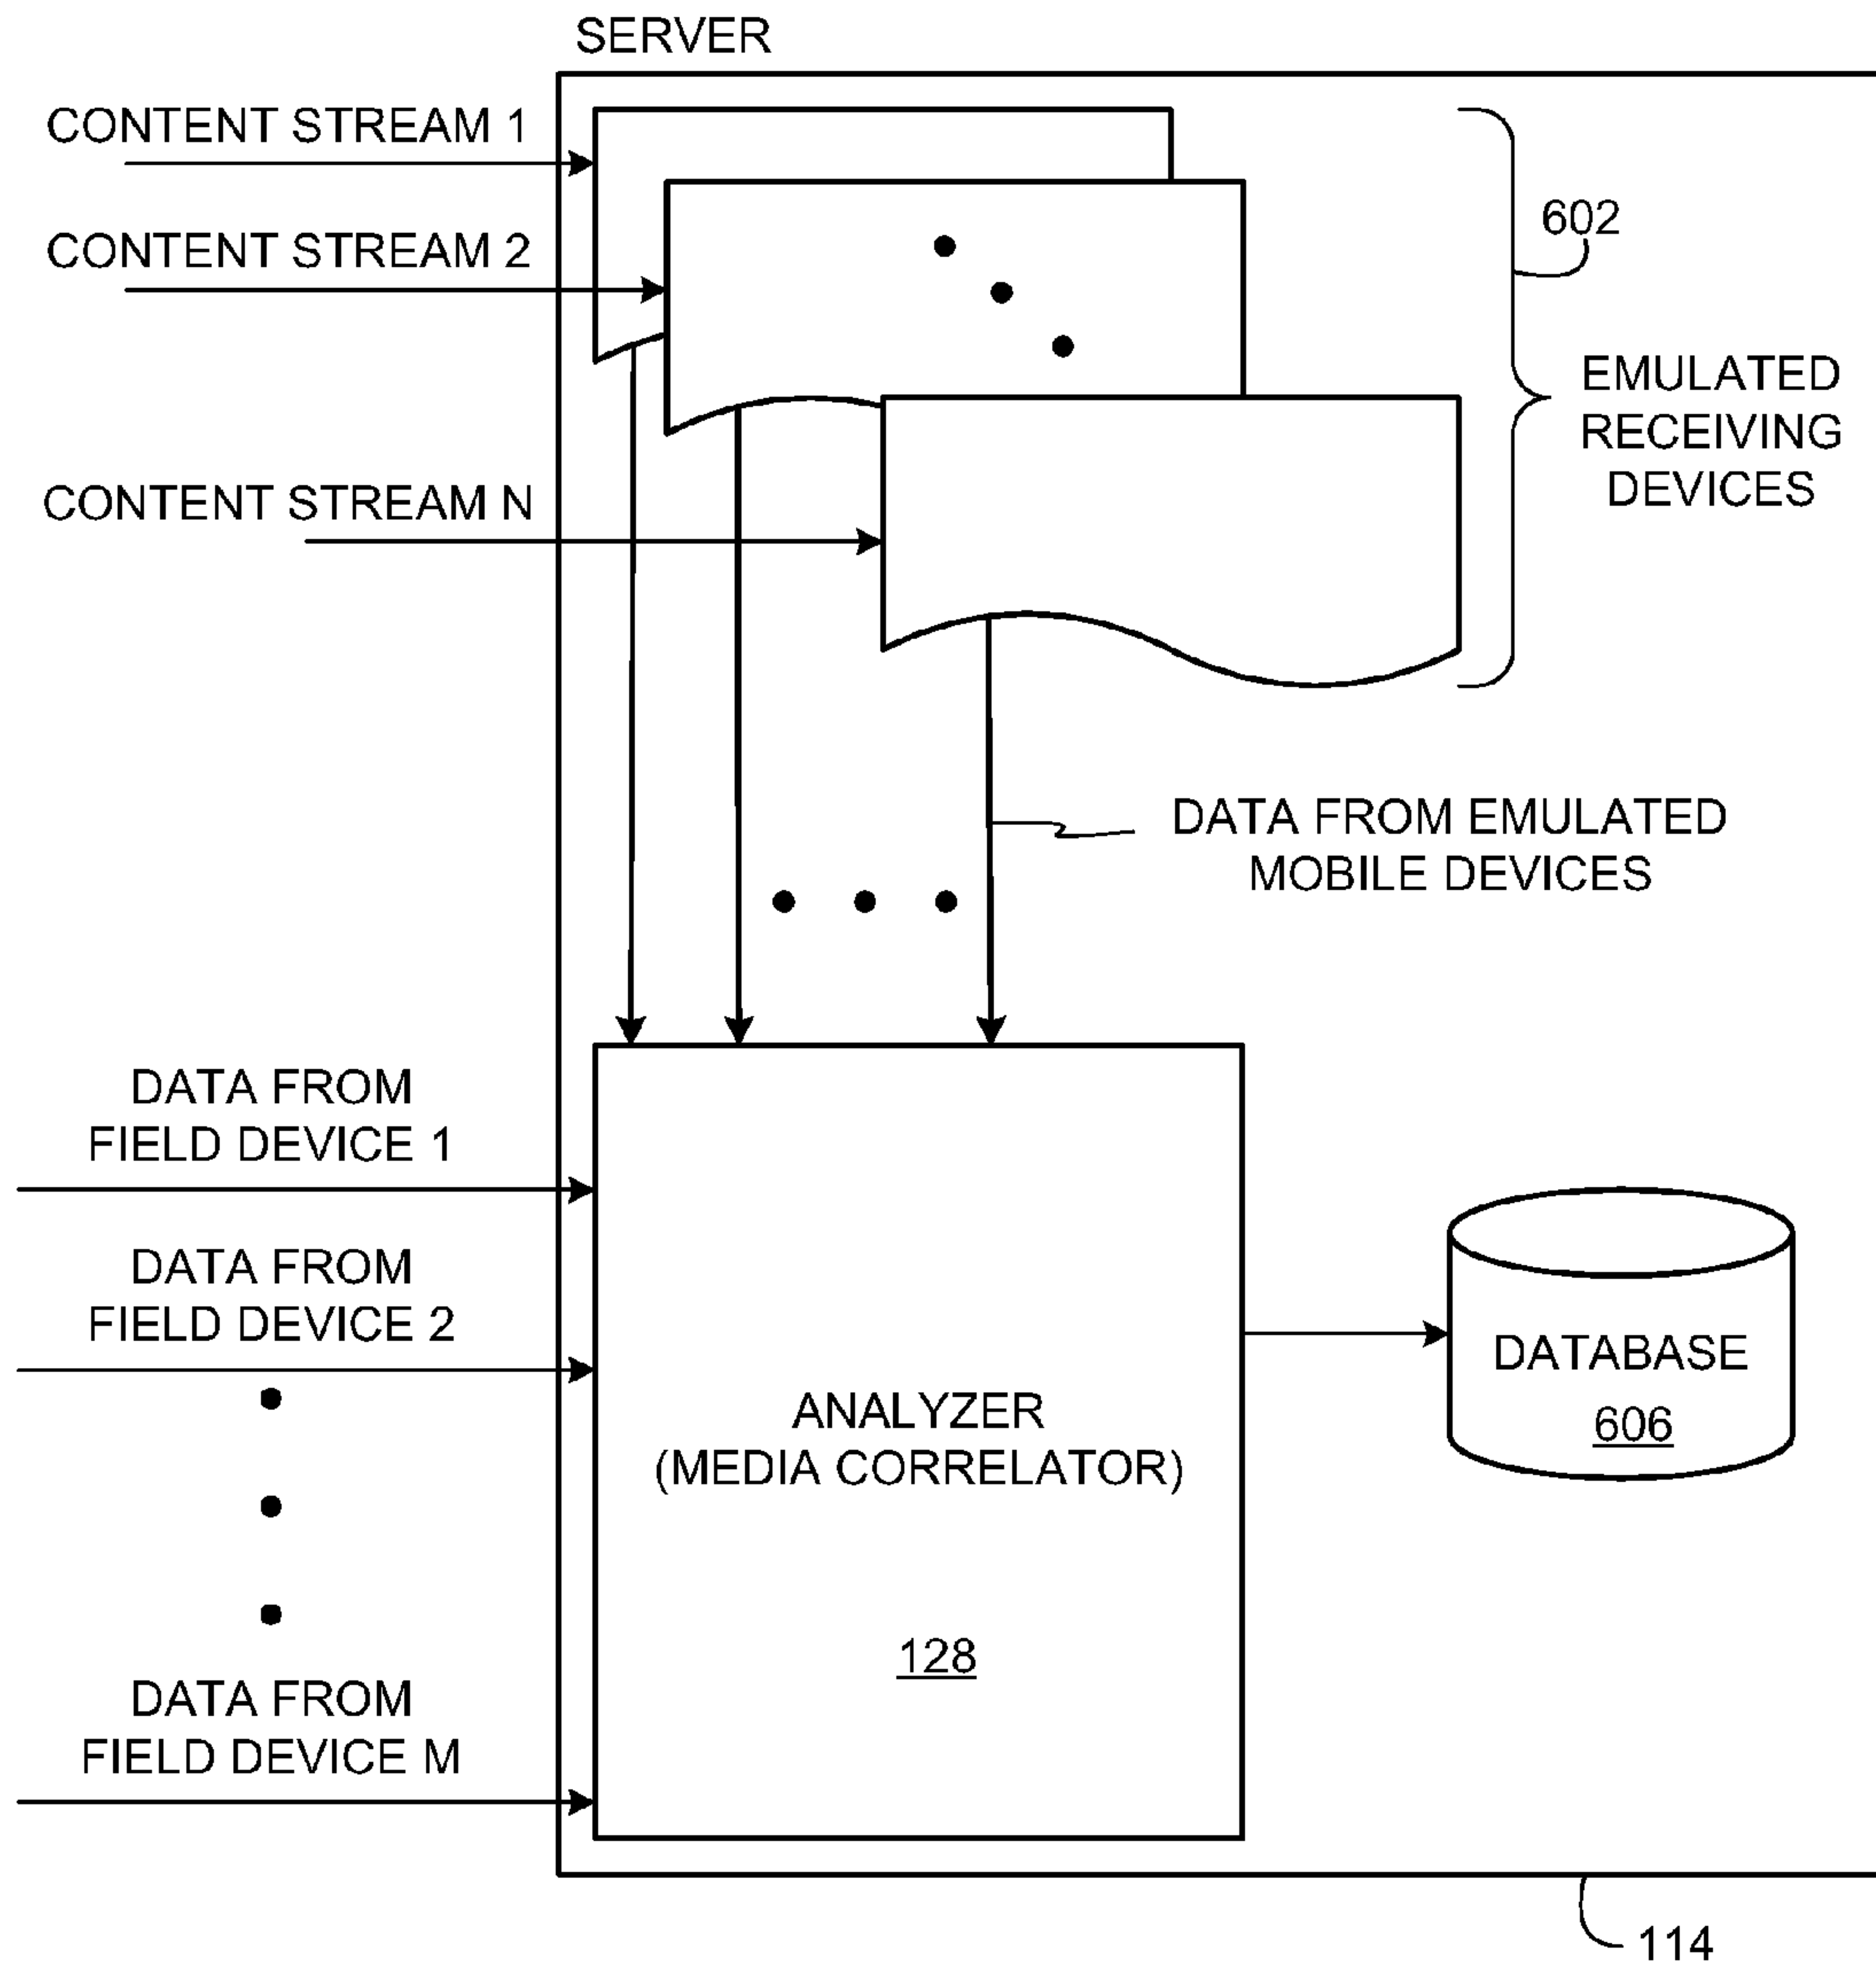 SERVER
CONTENT STREAM 1
CONTENT STREAM 2
602
EMULATED
RECEIVING
DEVICES
CONTENT STREAM N
DATA FROM EMULATED
MOBILE DEVICES
DATA FROM
FIELD DEVICE 1
DATA FROM
FIELD DEVICE 2
DATABASE
606
ANALYZER
(MEDIA CORRELATOR)
128
DATA FROM
FIELD DEVICE M
114